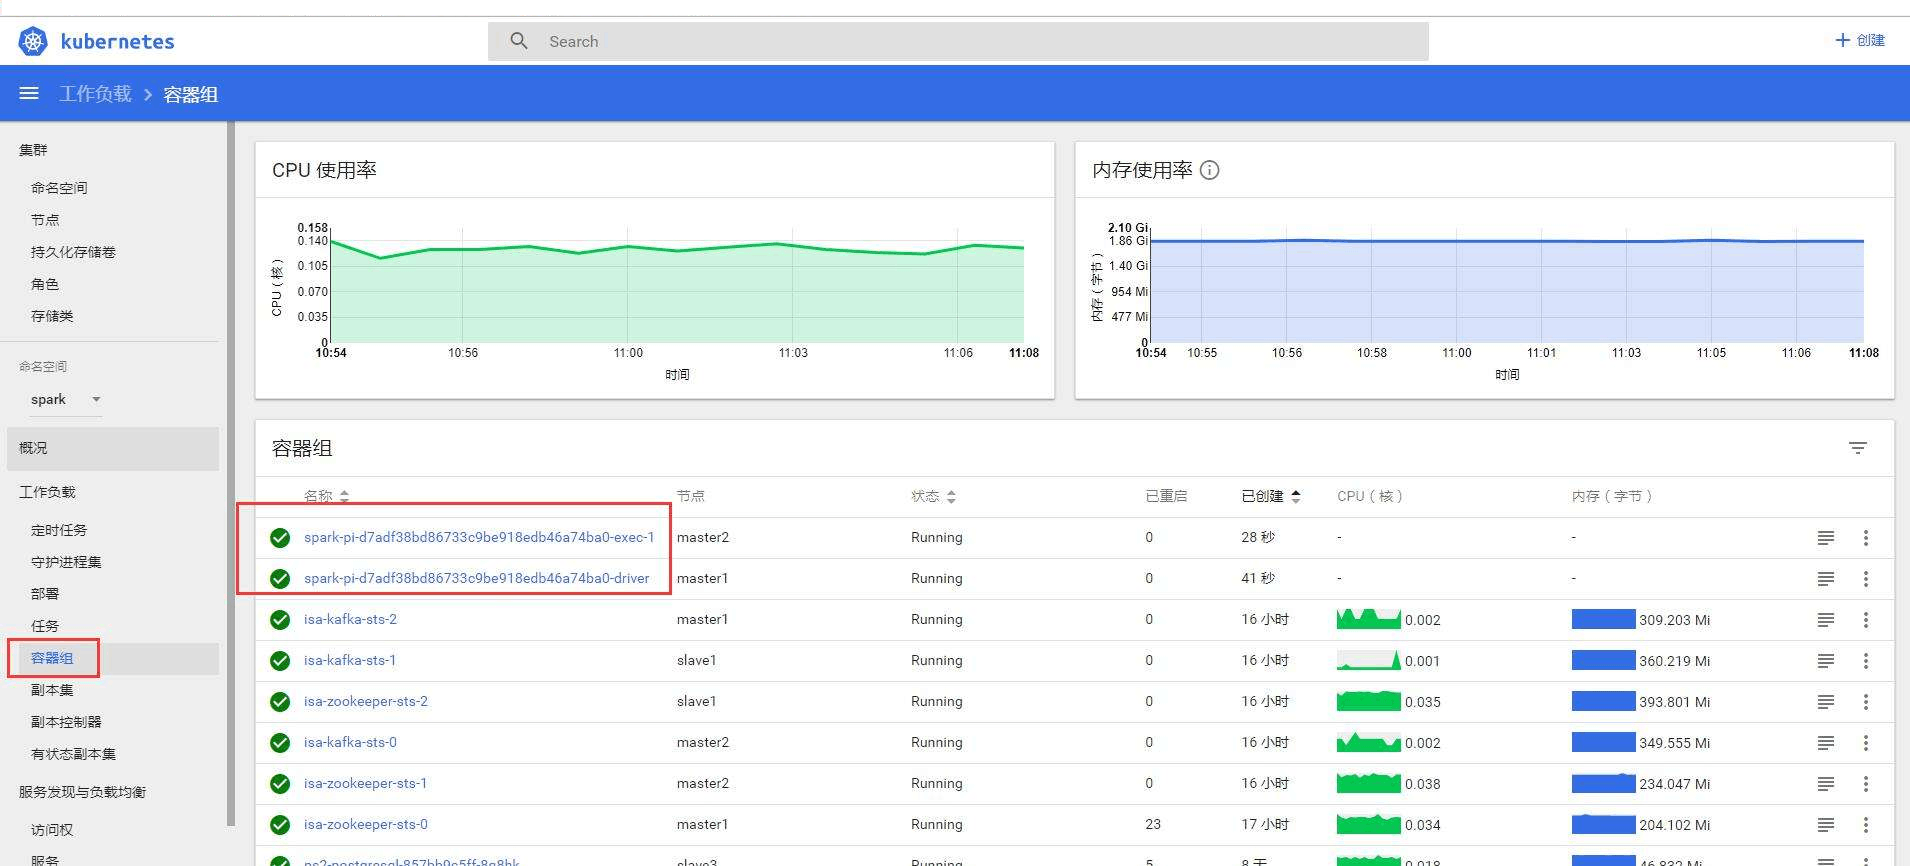 kubernetes
Search
创建
工作负载 > 容器组
集群
命名空间
节点
持久化存储卷
角色
存储类
命名空间
spark
概况
工作负载
定时任务
守护进程集
部署
任务
容器组
副本集
副本控制器
有状态副本集
服务发现与负载均衡
访问权
服务
CPU 使用率
CPU（核）
0.158
0.140
0.105
0.070
0.035
0
10:54 10:56 11:00 11:03 11:06 11:08
时间
内存使用率
内存（字节）
2.10 Gi
1.86 Gi
1.40 Gi
954 Mi
477 Mi
0
10:54 10:55 10:56 10:58 11:00 11:01 11:03 11:05 11:06 11:08
时间
容器组
名称 节点 状态 已重启 已创建 CPU（核） 内存（字节）
spark-pi-d7adf38bd86733c9be918edb46a74ba0-exec-1 master2 Running 0 28 秒 - -
spark-pi-d7adf38bd86733c9be918edb46a74ba0-driver master1 Running 0 41 秒 - -
isa-kafka-sts-2 master1 Running 0 16 小时 0.002 309.203 Mi
isa-kafka-sts-1 slave1 Running 0 16 小时 0.001 360.219 Mi
isa-zookeeper-sts-2 slave1 Running 0 16 小时 0.035 393.801 Mi
isa-kafka-sts-0 master2 Running 0 16 小时 0.002 349.555 Mi
isa-zookeeper-sts-1 master2 Running 0 16 小时 0.038 234.047 Mi
isa-zookeeper-sts-0 master1 Running 23 17 小时 0.034 204.102 Mi
slave3 Running 5 8 天 0.018 46.832 Mi